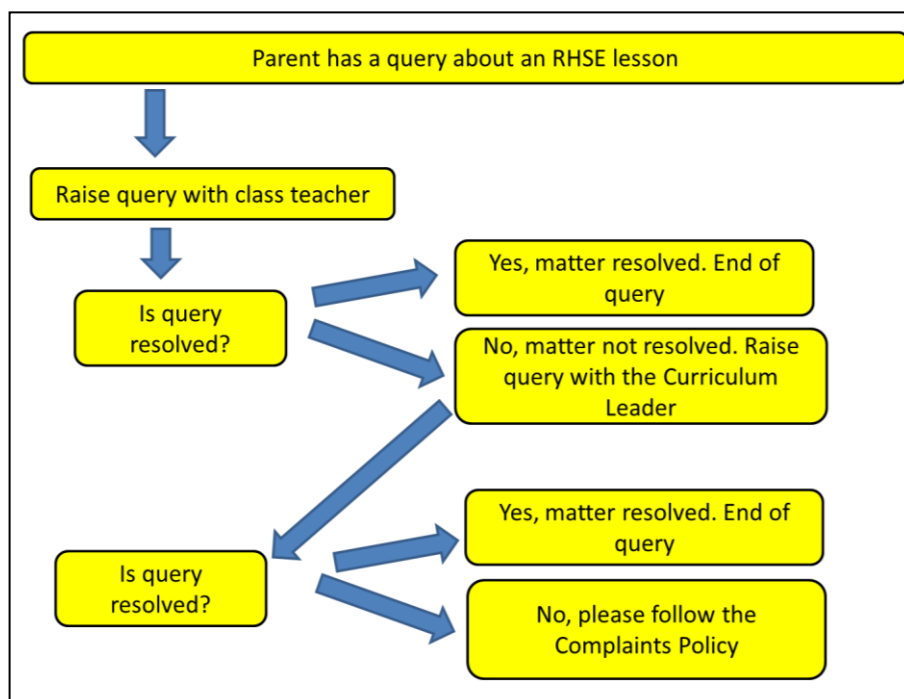 Parent has a query about an RHSE lesson
Raise query with class teacher
Is query
resolved?
Yes, matter resolved. End of
query
No, matter not resolved. Raise
query with the Curriculum
Leader
Is query
resolved?
Yes, matter resolved. End of
query
No, please follow the
Complaints Policy